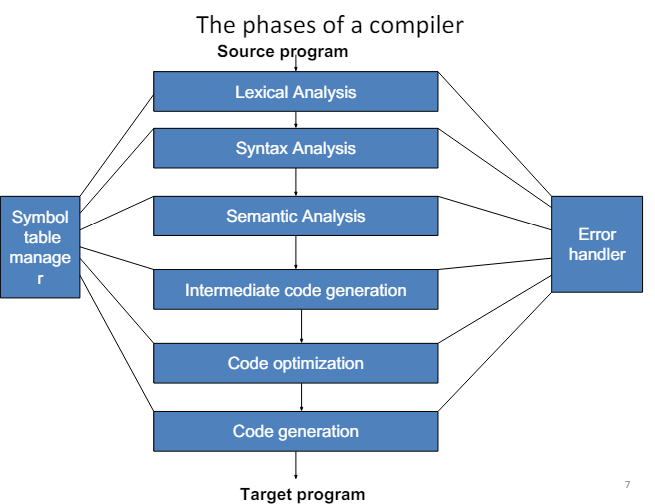 The phases of a compiler
Source program
Lexical Analysis
Syntax Analysis
Semantic Analysis
Symbol
table
manage
r
Error
handler
Intermediate code generation
Code optimization
Code generation
Target program
7